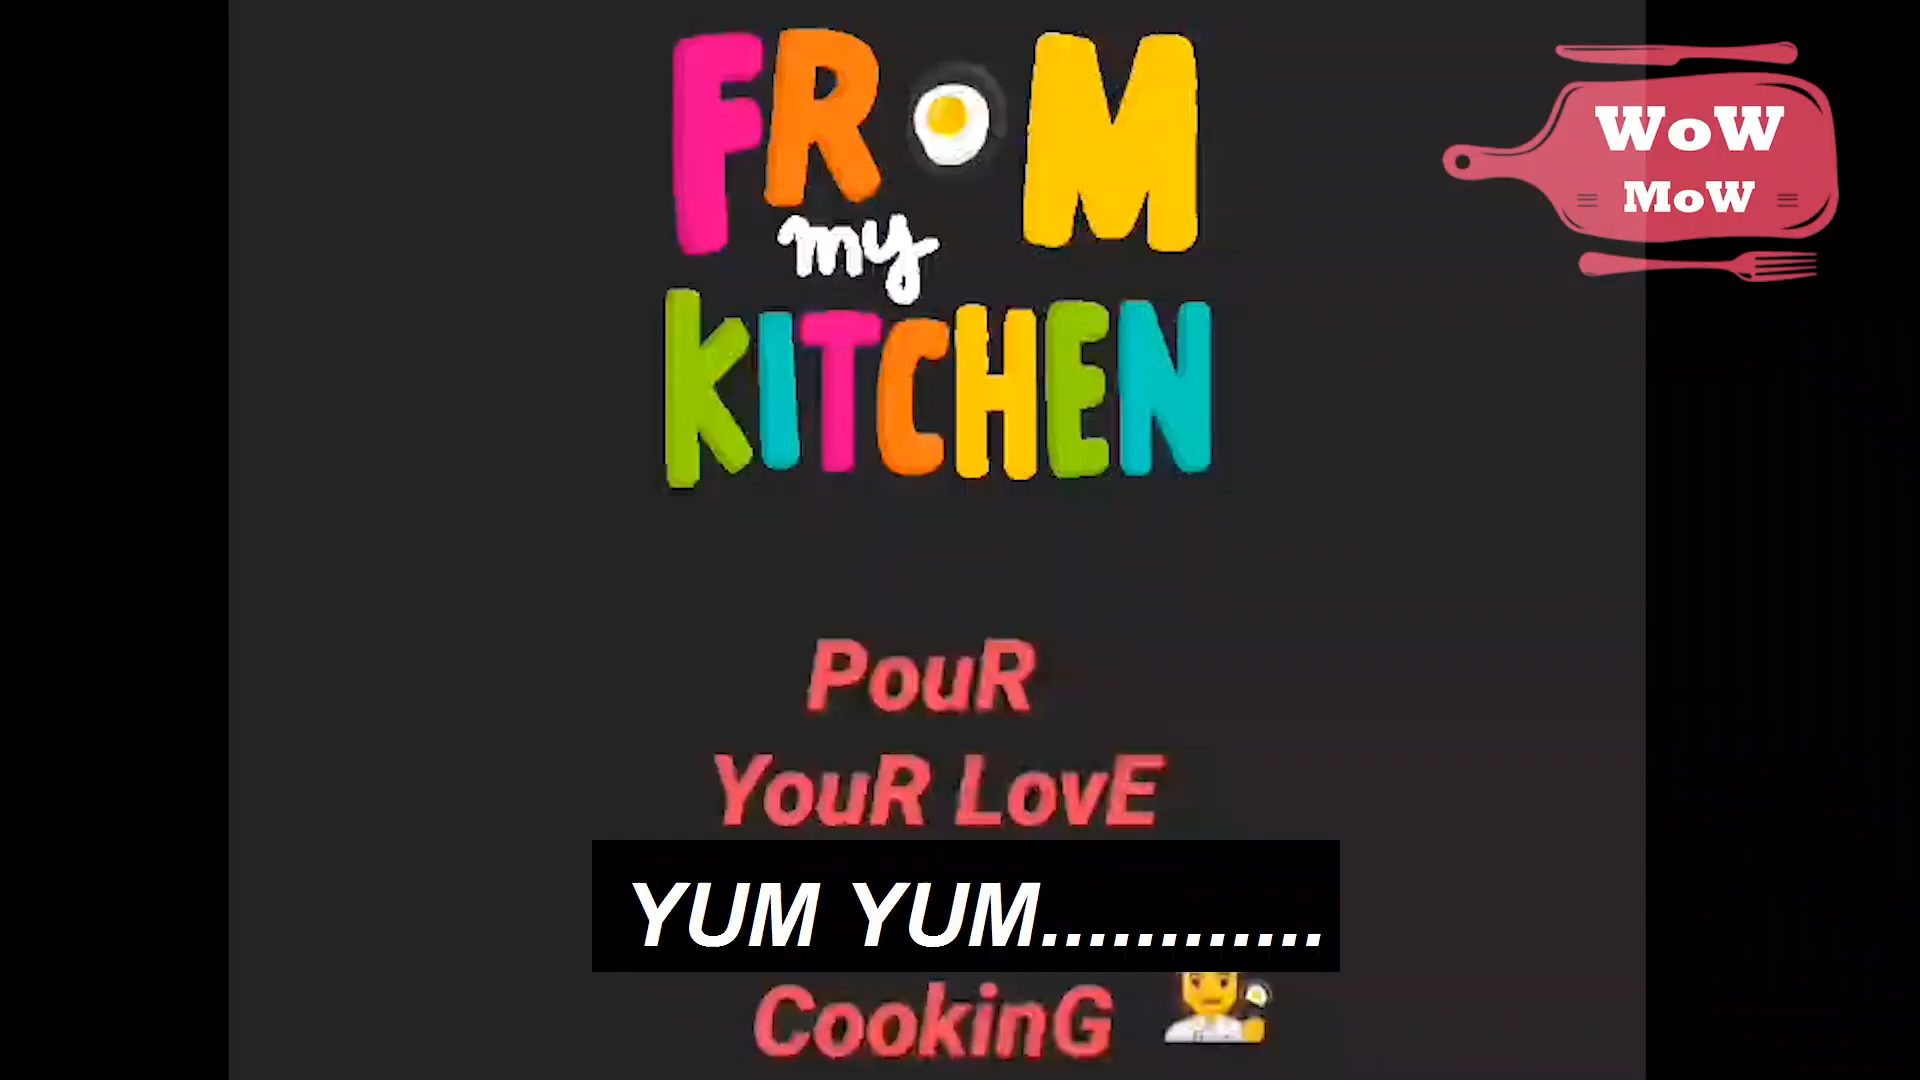 FROM
my
KITCHEN
WoW
MoW
PouR
YouR LovE
YUM YUM............
CookinG